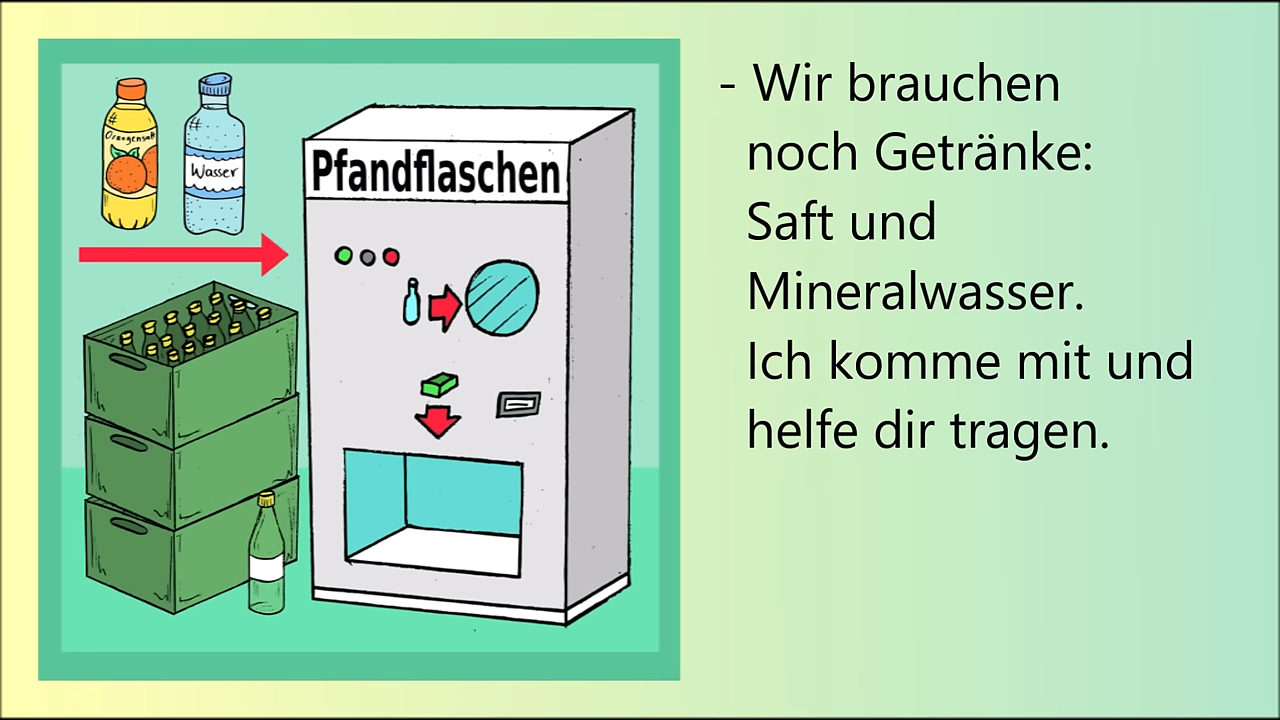 Orangensaft
Wasser
Pfandflaschen
- Wir brauchen
noch Getränke:
Saft und
Mineralwasser.
Ich komme mit und
helfe dir tragen.